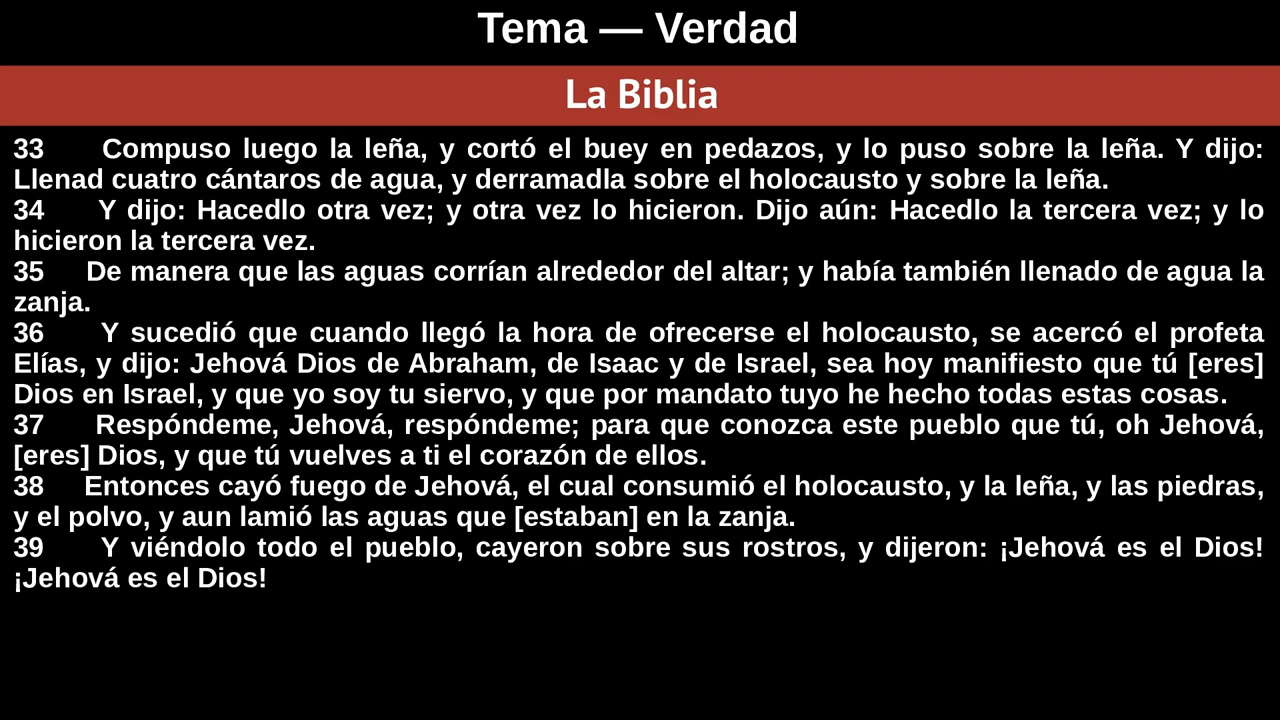 Tema — Verdad
La Biblia
33 Compuso luego la leña, y cortó el buey en pedazos, y lo puso sobre la leña. Y dijo:
Llenad cuatro cántaros de agua, y derramadla sobre el holocausto y sobre la leña.
34 Y dijo: Hacedlo otra vez; y otra vez lo hicieron. Dijo aún: Hacedlo la tercera vez; y lo
hicieron la tercera vez.
35 De manera que las aguas corrían alrededor del altar; y había también llenado de agua la
zanja.
36 Y sucedió que cuando llegó la hora de ofrecerse el holocausto, se acercó el profeta
Elías, y dijo: Jehová Dios de Abraham, de Isaac y de Israel, sea hoy manifiesto que tú [eres]
Dios en Israel, y que yo soy tu siervo, y que por mandato tuyo he hecho todas estas cosas.
37 Respóndeme, Jehová, respóndeme; para que conozca este pueblo que tú, oh Jehová,
[eres] Dios, y que tú vuelves a ti el corazón de ellos.
38 Entonces cayó fuego de Jehová, el cual consumió el holocausto, y la leña, y las piedras,
y el polvo, y aun lamió las aguas que [estaban] en la zanja.
39 Y viéndolo todo el pueblo, cayeron sobre sus rostros, y dijeron: ¡Jehová es el Dios!
¡Jehová es el Dios!